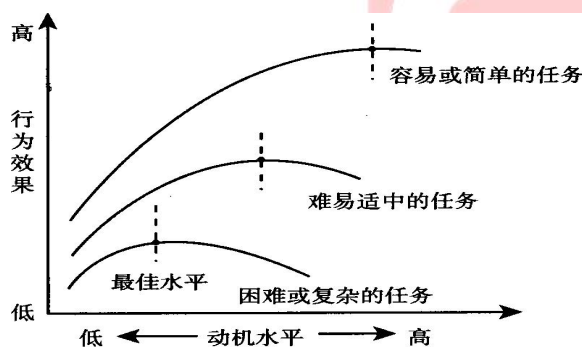 高
行为效果
低
容易或简单的任务
难易适中的任务
最佳水平
困难或复杂的任务
低
动机水平
高